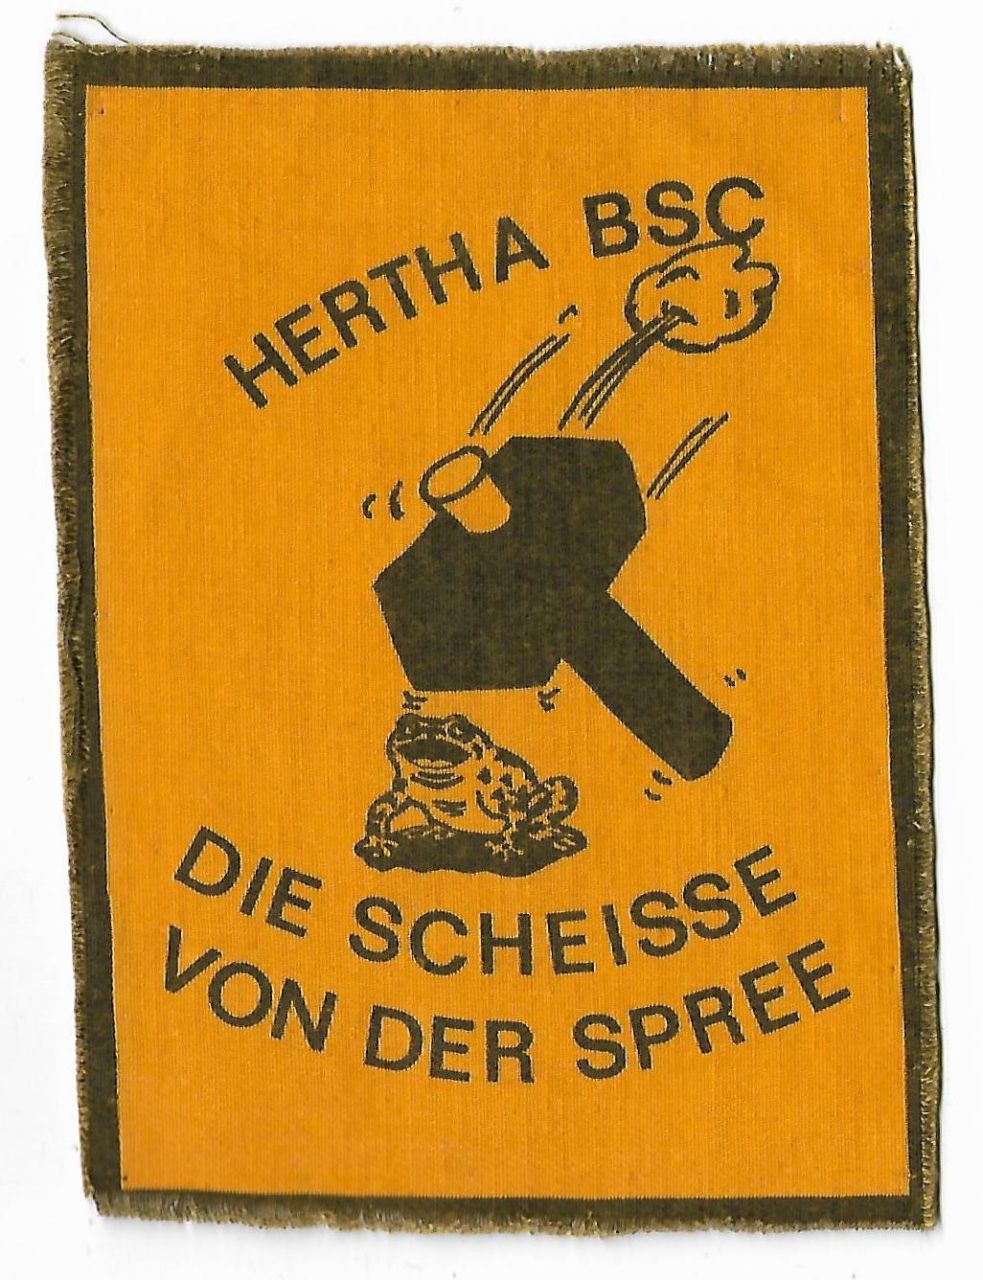 HERTHA BSC
DIE SCHEISSE
VON DER SPREE